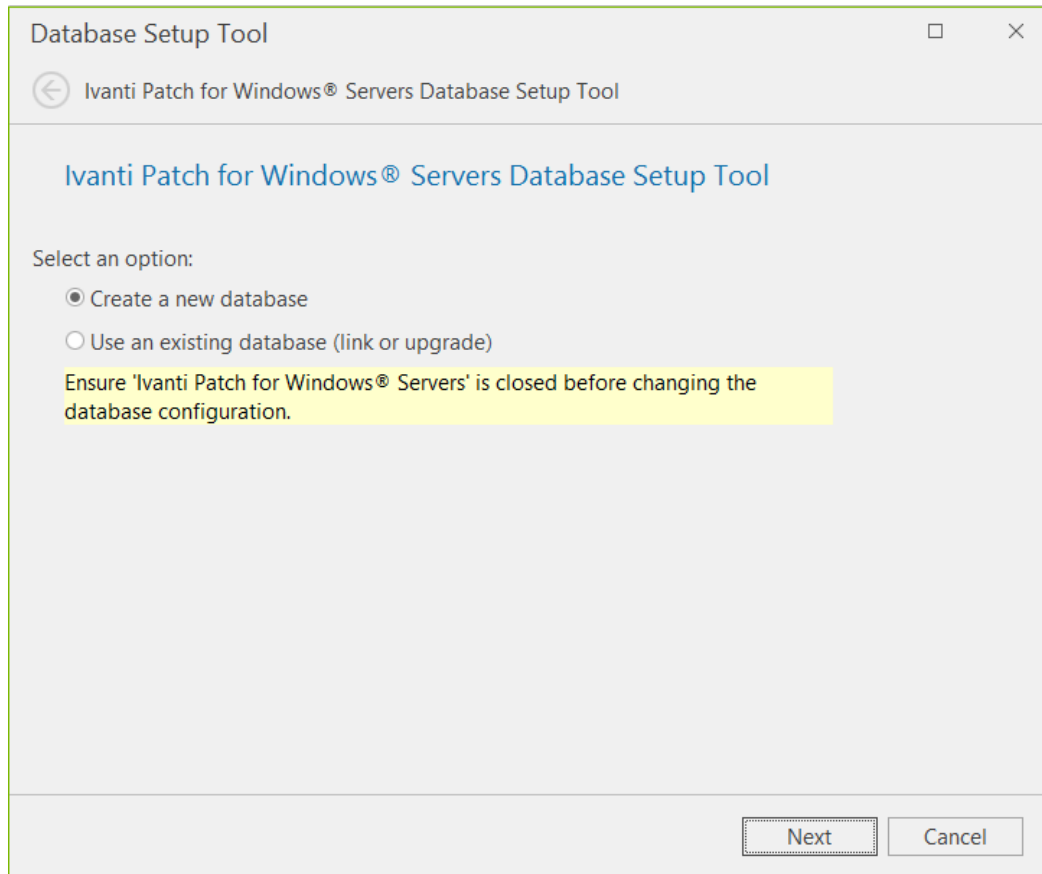 Database Setup Tool
Ivanti Patch for Windows® Servers Database Setup Tool
Ivanti Patch for Windows® Servers Database Setup Tool
Select an option:
Create a new database
Use an existing database (link or upgrade)
Ensure 'Ivanti Patch for Windows® Servers' is closed before changing the
database configuration.
Next
Cancel